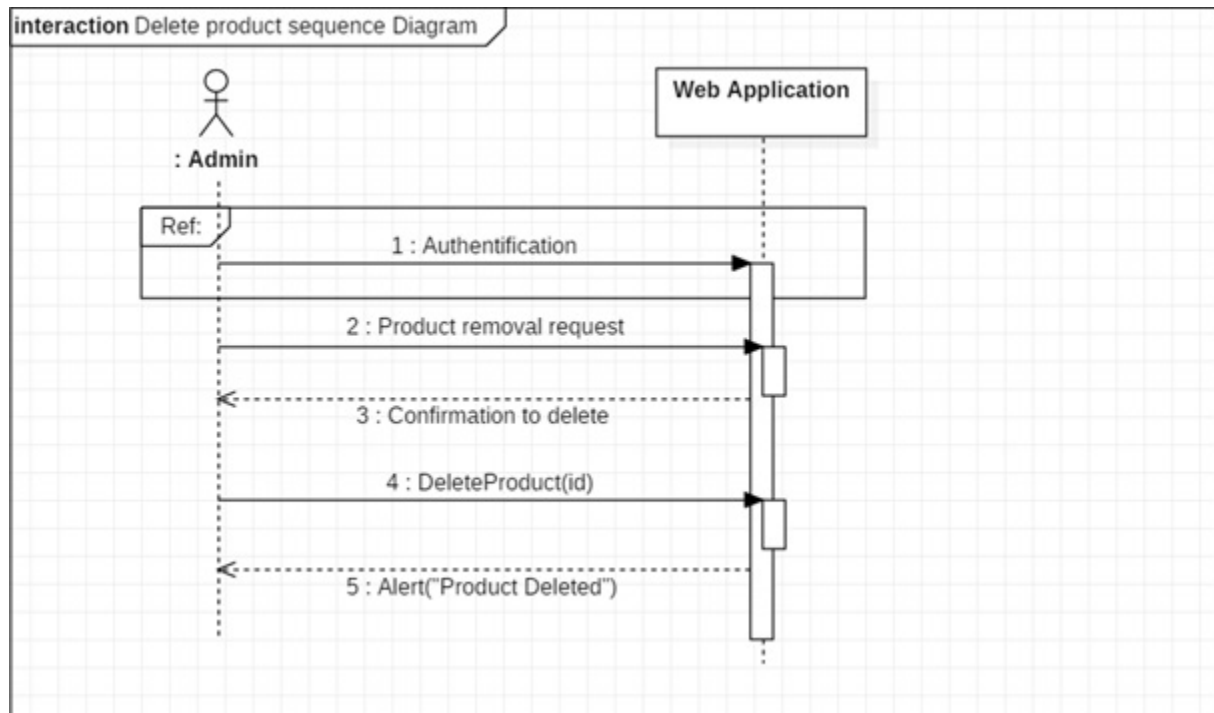 interaction Delete product sequence Diagram
: Admin
Web Application
Ref:
1 : Authentification
2 : Product removal request
3 : Confirmation to delete
4 : DeleteProduct(id)
5 : Alert("Product Deleted")